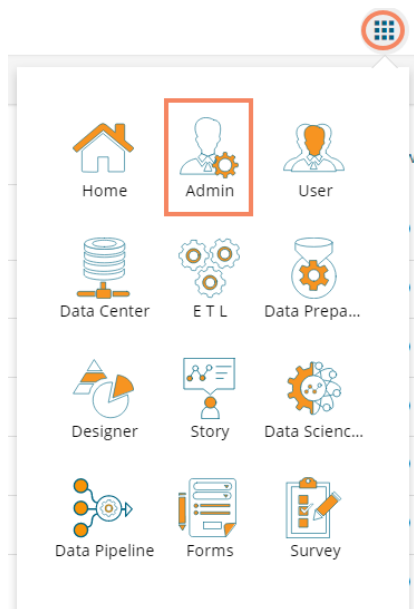 Home Admin User
Data Center E T L Data Prepa...
Designer Story Data Scienc...
Data Pipeline Forms Survey